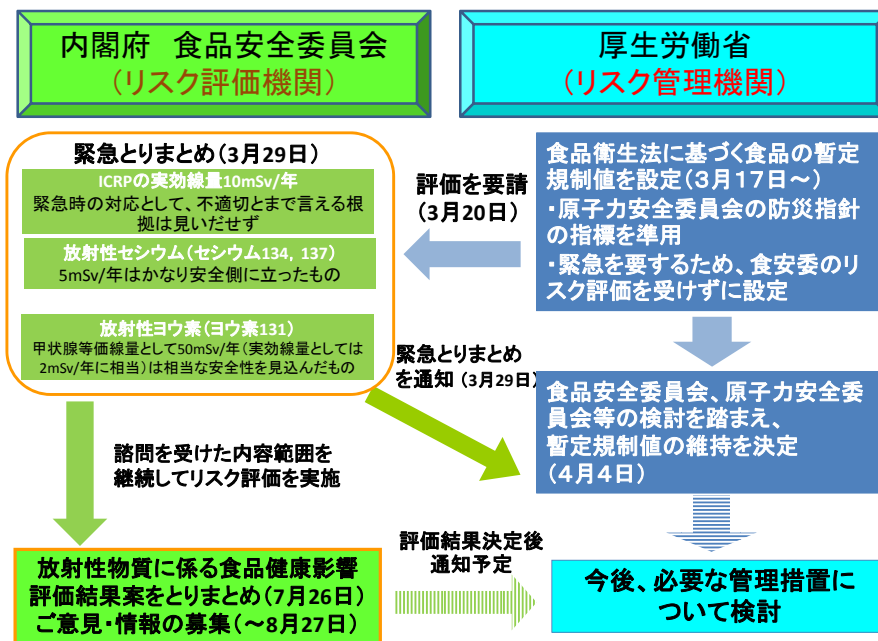 内閣府 食品安全委員会
(リスク評価機関)
厚生労働省
(リスク管理機関)
緊急とりまとめ(3月29日)
ICRPの実効線量10mSv/年
緊急時の対応として、不適切とまで言える根
拠は見いだせず
放射性セシウム(セシウム134, 137)
5mSv/年はかなり安全側に立ったもの
放射性ヨウ素(ヨウ素131)
甲状腺等価線量として50mSv/年(実効線量としては
2mSv/年に相当)は相当な安全性を見込んだもの
評価を要請
(3月20日)
食品衛生法に基づく食品の暫定
規制値を設定(3月17日~)
・原子力安全委員会の防災指針
の指標を準用
・緊急を要するため、食安委のリ
スク評価を受けずに設定
緊急とりまとめ
を通知 (3月29日)
食品安全委員会、原子力安全委
員会等の検討を踏まえ、
暫定規制値の維持を決定
(4月4日)
諮問を受けた内容範囲を
継続してリスク評価を実施
放射性物質に係る食品健康影響
評価結果案をとりまとめ(7月26日)
ご意見・情報の募集(~8月27日)
評価結果決定後
通知予定
今後、必要な管理措置に
ついて検討